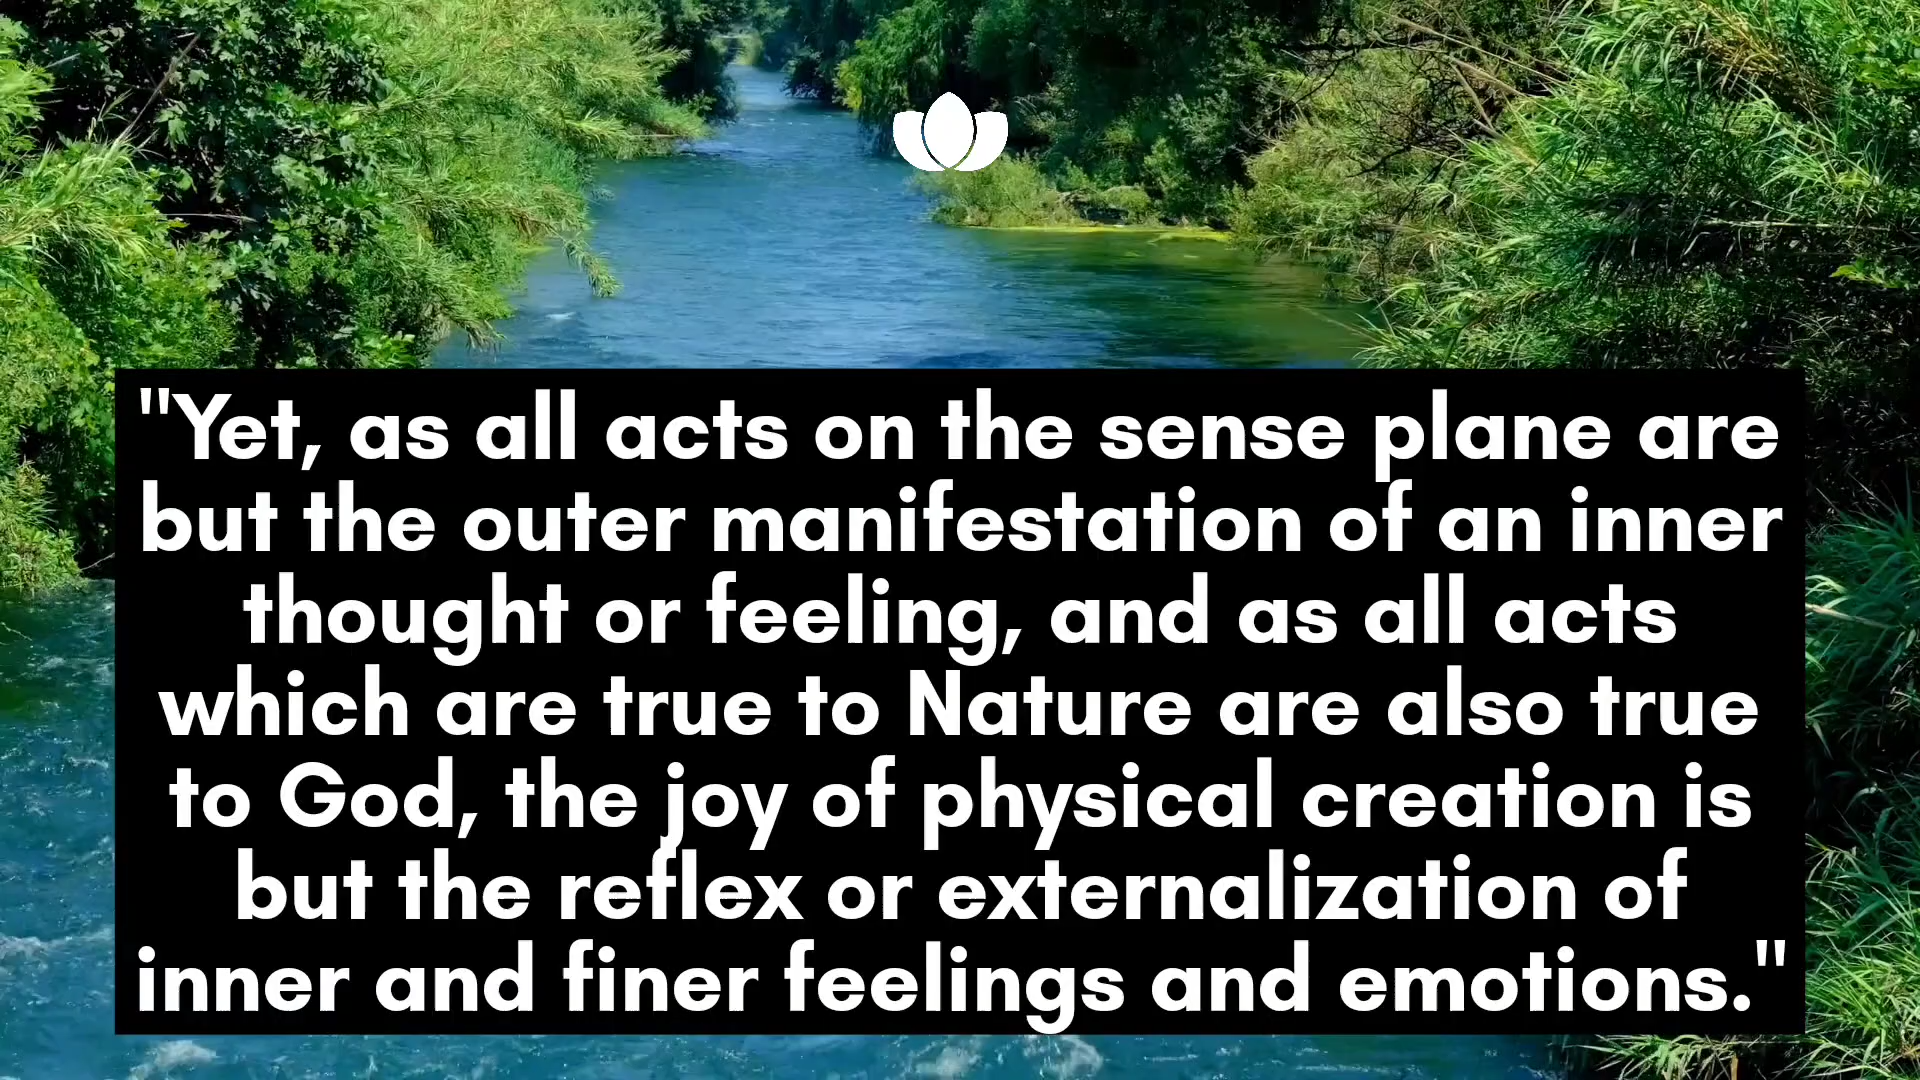 "Yet, as all acts on the sense plane are
but the outer manifestation of an inner
thought or feeling, and as all acts
which are true to Nature are also true
to God, the joy of physical creation is
but the reflex or externalization of
inner and finer feelings and emotions."